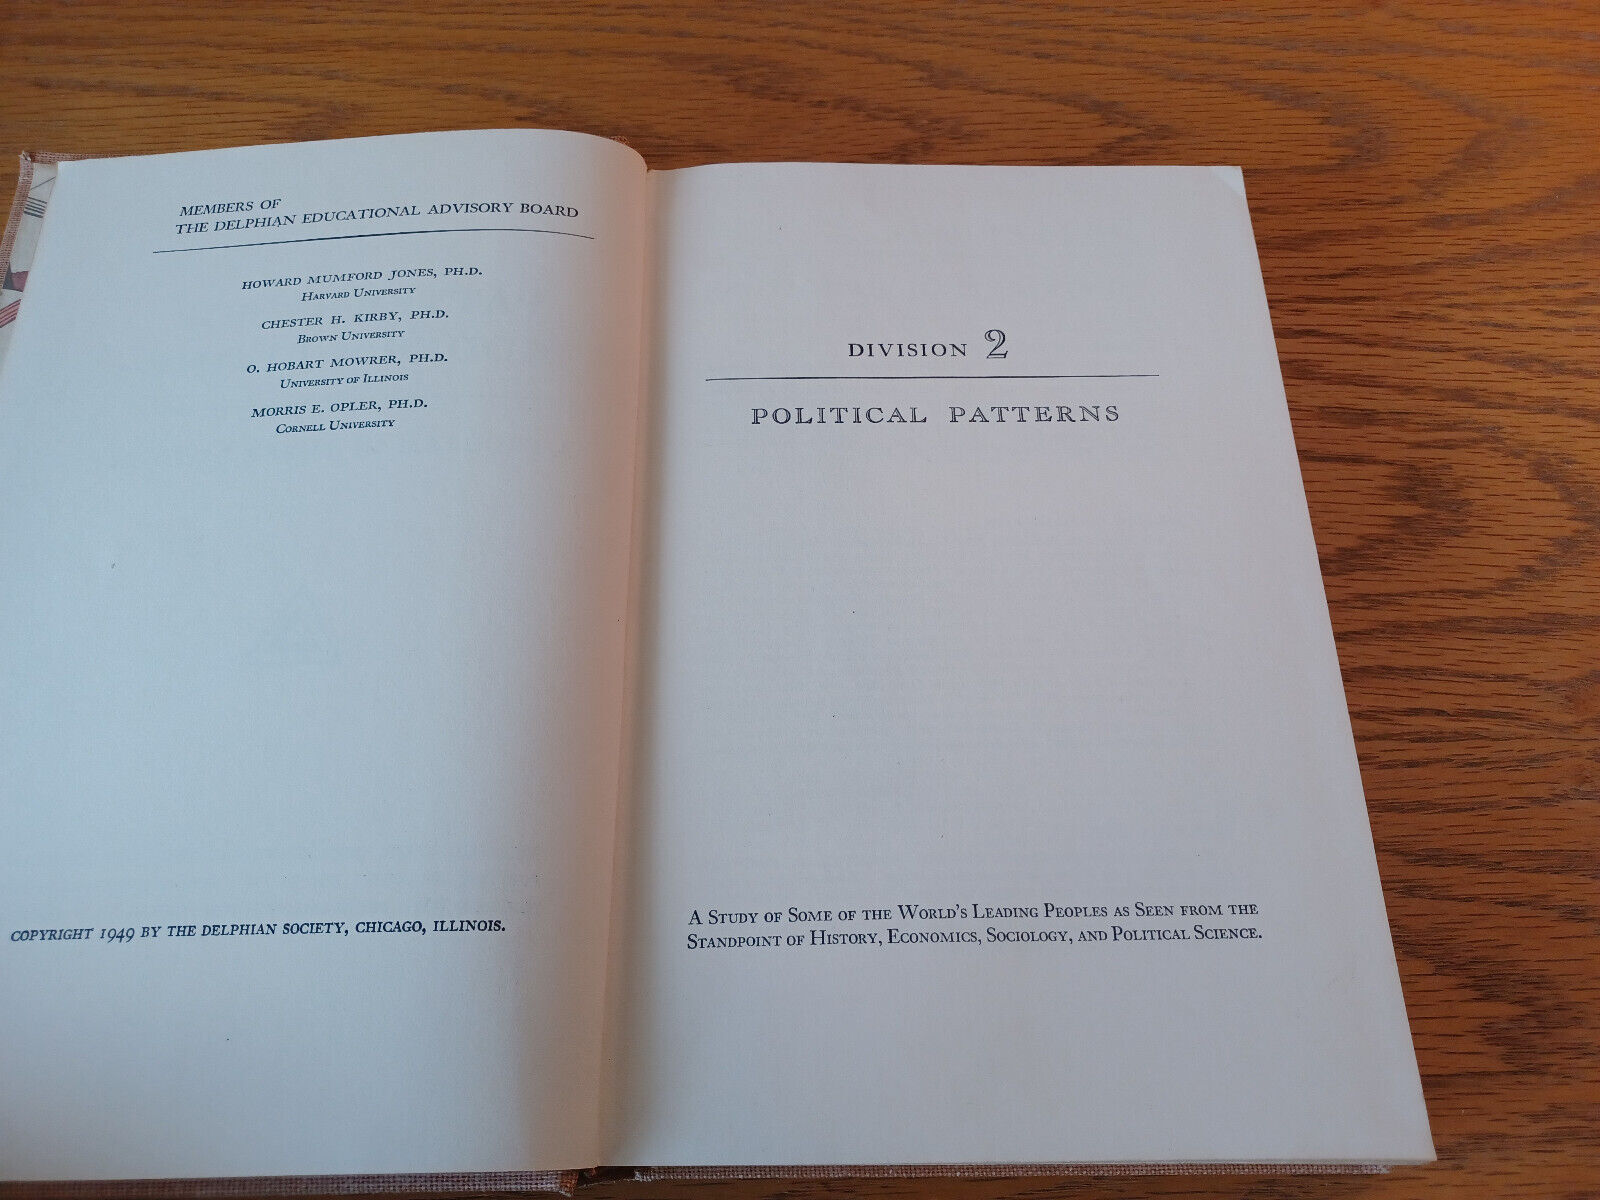 MEMBERS OF
THE DELPHIAN EDUCATIONAL ADVISORY BOARD
HOWARD MUMFORD JONES, PH.D.
HARVARD UNIVERSITY
CHESTER H. KIRBY, PH.D.
BROWN UNIVERSITY
O. HOBART MOWRER, PH.D.
UNIVERSITY OF ILLINOIS
MORRIS E. OPLER, PH.D.
CORNELL UNIVERSITY
COPYRIGHT 1949 BY THE DELPHIAN SOCIETY, CHICAGO, ILLINOIS.
DIVISION 2
POLITICAL PATTERNS
A STUDY OF SOME OF THE WORLD'S LEADING PEOPLES AS SEEN FROM THE
STANDPOINT OF HISTORY, ECONOMICS, SOCIOLOGY, AND POLITICAL SCIENCE.